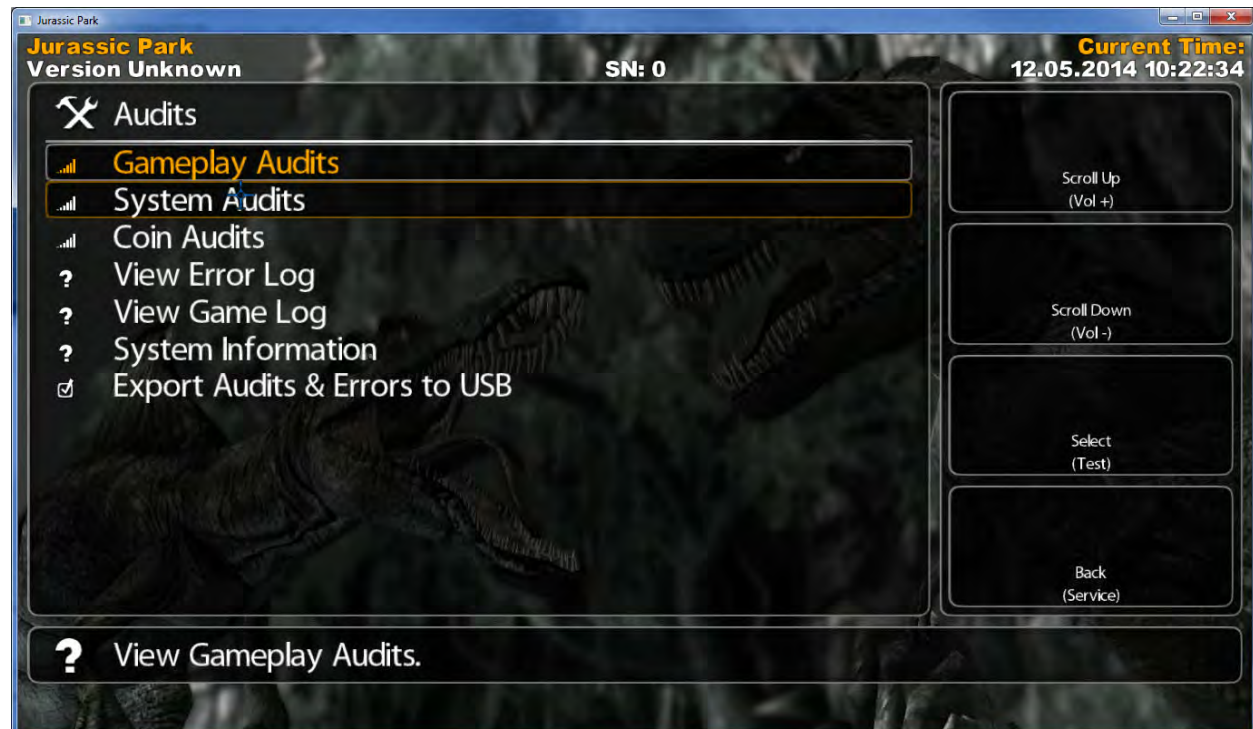 Jurassic Park
Jurassic Park
Version Unknown
SN: 0
Current Time:
12.05.2014 10:22:34
Audits
Gameplay Audits
System Audits
Coin Audits
View Error Log
View Game Log
System Information
Export Audits & Errors to USB
Scroll Up
(Vol +)
Scroll Down
(Vol -)
Select
(Test)
Back
(Service)
? View Gameplay Audits.